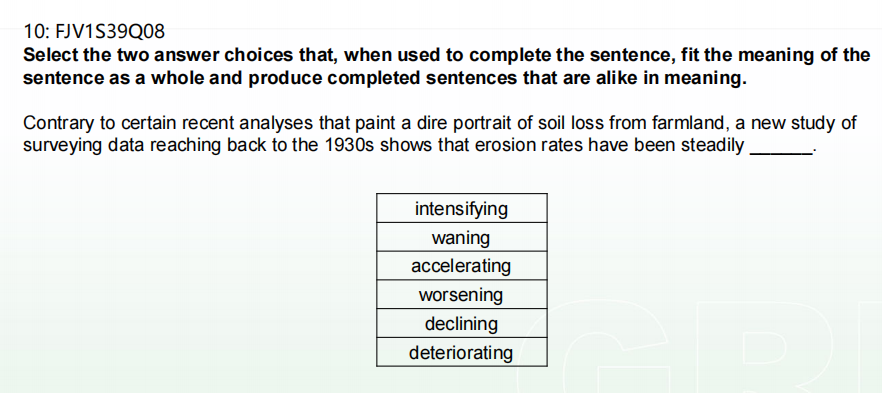 10: FJV1S39Q08
Select the two answer choices that, when used to complete the sentence, fit the meaning of the
sentence as a whole and produce completed sentences that are alike in meaning.
Contrary to certain recent analyses that paint a dire portrait of soil loss from farmland, a new study of
surveying data reaching back to the 1930s shows that erosion rates have been steadily ______.
intensifying
waning
accelerating
worsening
declining
deteriorating